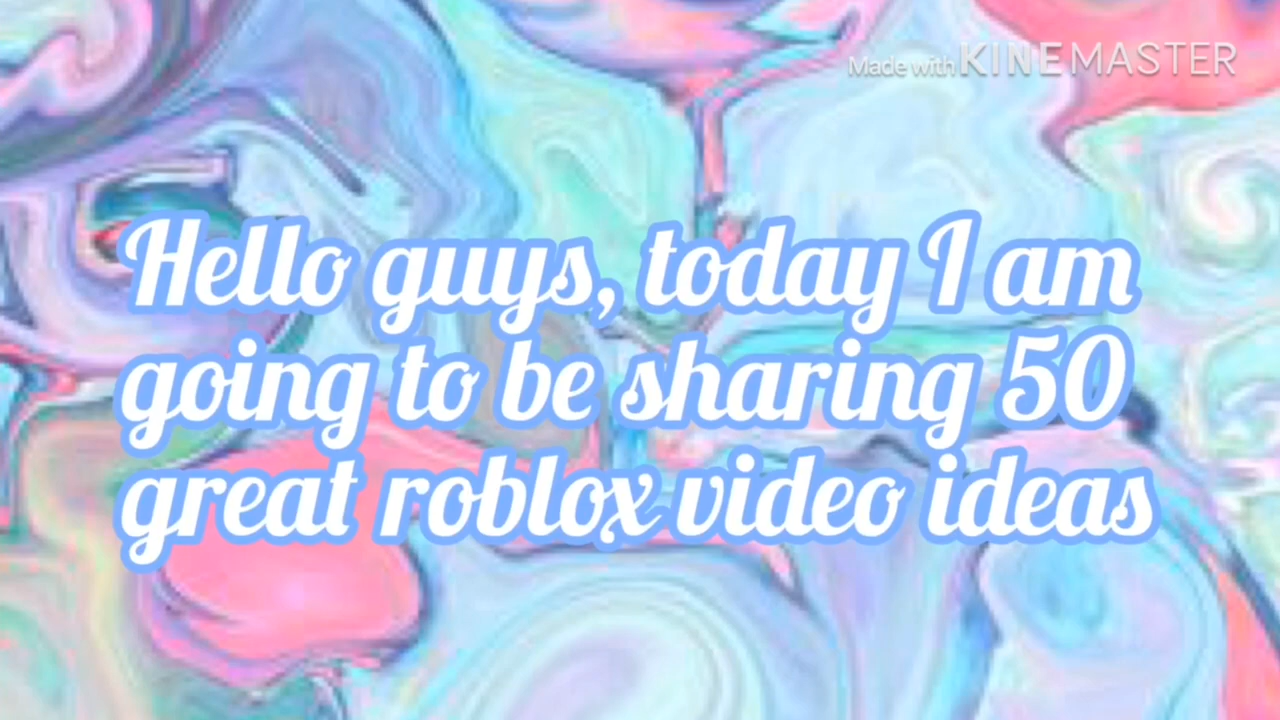 Made with KINEMASTER
Hello guys, today I am
going to be sharing 50
great roblox video ideas